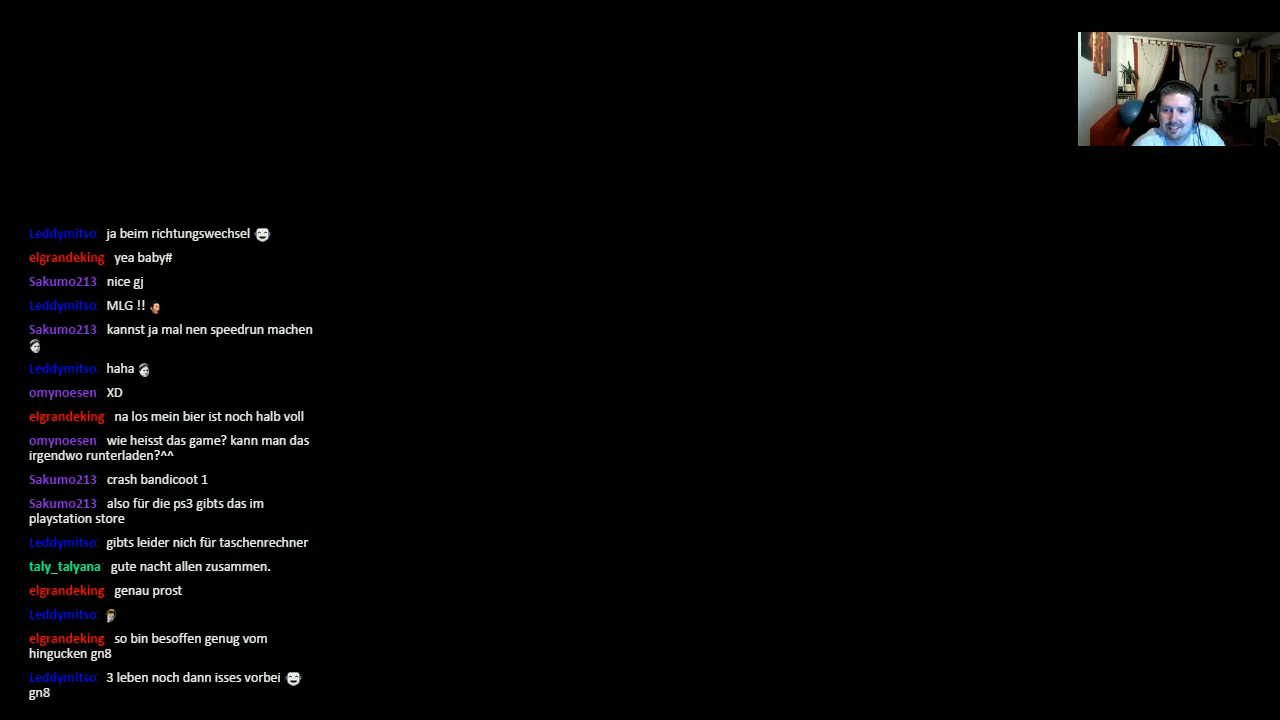 Leddymitso: ja beim richtungswechsel
elgrandeking: yea baby#
Sakumo213: nice gj
Leddymitso: MLG !!
Sakumo213: kannst ja mal nen speedrun machen
Leddymitso: haha
omynoesen: XD
elgrandeking: na los mein bier ist noch halb voll
omynoesen: wie heisst das game? kann man das
irgendwo runterladen?^^
Sakumo213: crash bandicoot 1
Sakumo213: also für die ps3 gibts das im
playstation store
Leddymitso: gibts leider nich für taschenrechner
taly_talyana: gute nacht allen zusammen.
elgrandeking: genau prost
Leddymitso:
elgrandeking: so bin besoffen genug vom
hingucken gn8
Leddymitso: 3 leben noch dann isses vorbei
gn8